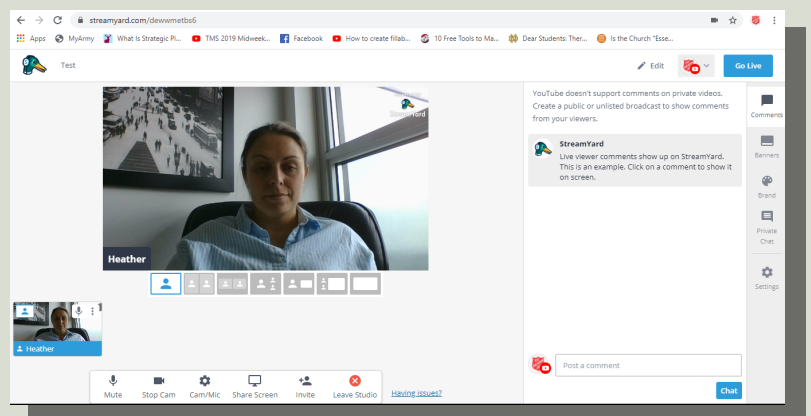 streamyard.com/dewwmetbs6
Apps MyArmy What Is Strategic Pl... TMS 2019 Midweek... Facebook How to create fillab... 10 Free Tools to Ma... Dear Students: Ther... Is the Church "Esse...
Test
Edit
Go Live
StreamYard
Heather
Heather
Mute
Stop Cam
Cam/Mic
Share Screen
Invite
Leave Studio
Having issues?
YouTube doesn't support comments on private videos.
Create a public or unlisted broadcast to show comments
from your viewers.
StreamYard
Live viewer comments show up on StreamYard.
This is an example. Click on a comment to show it
on screen.
Post a comment
Chat
Comments
Banners
Brand
Private
Chat
Settings